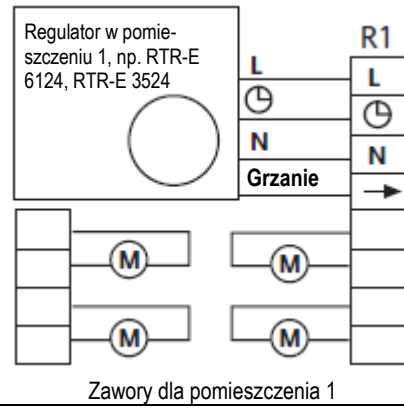 Regulator w pomie-
szczeniu 1, np. RTR-E
6124, RTR-E 3524
R1
L
L
N
N
Grzanie
M
M
M
M
Zawory dla pomieszczenia 1